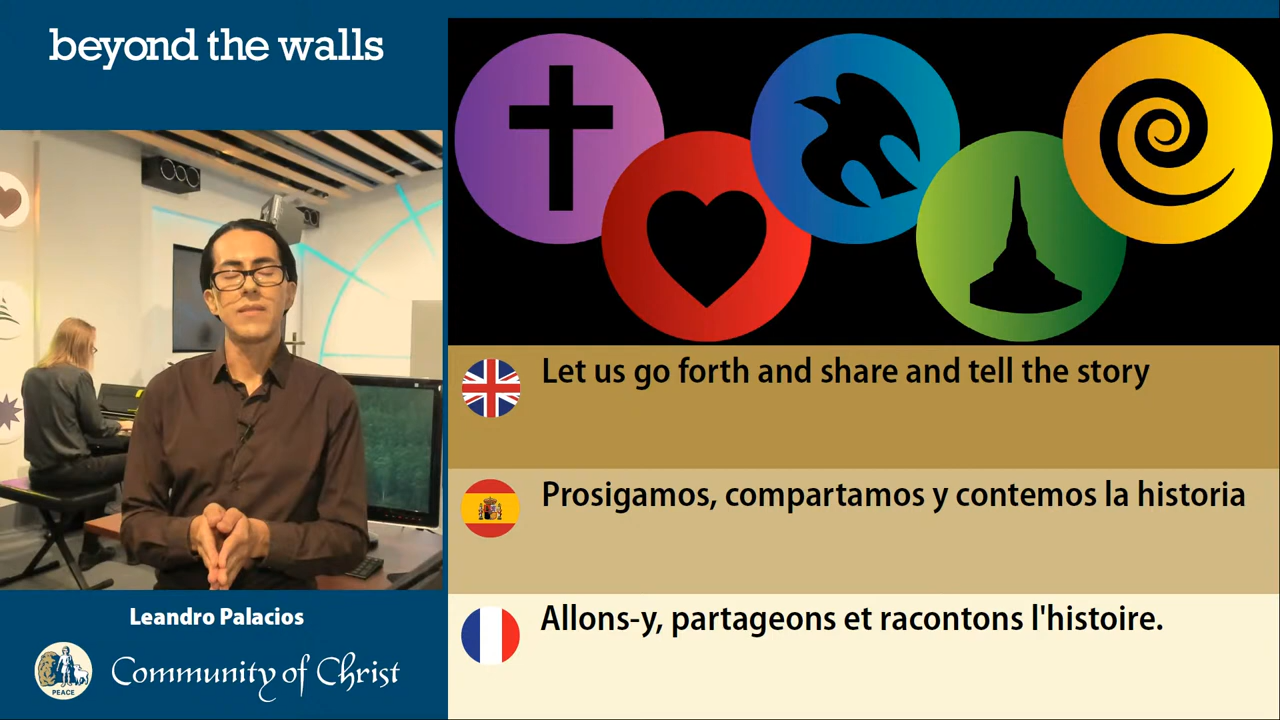 beyond the walls
Let us go forth and share and tell the story
Prosigamos, compartamos y contemos la historia
Allons-y, partageons et racontons l'histoire.
Leandro Palacios
PEACE
Community of Christ